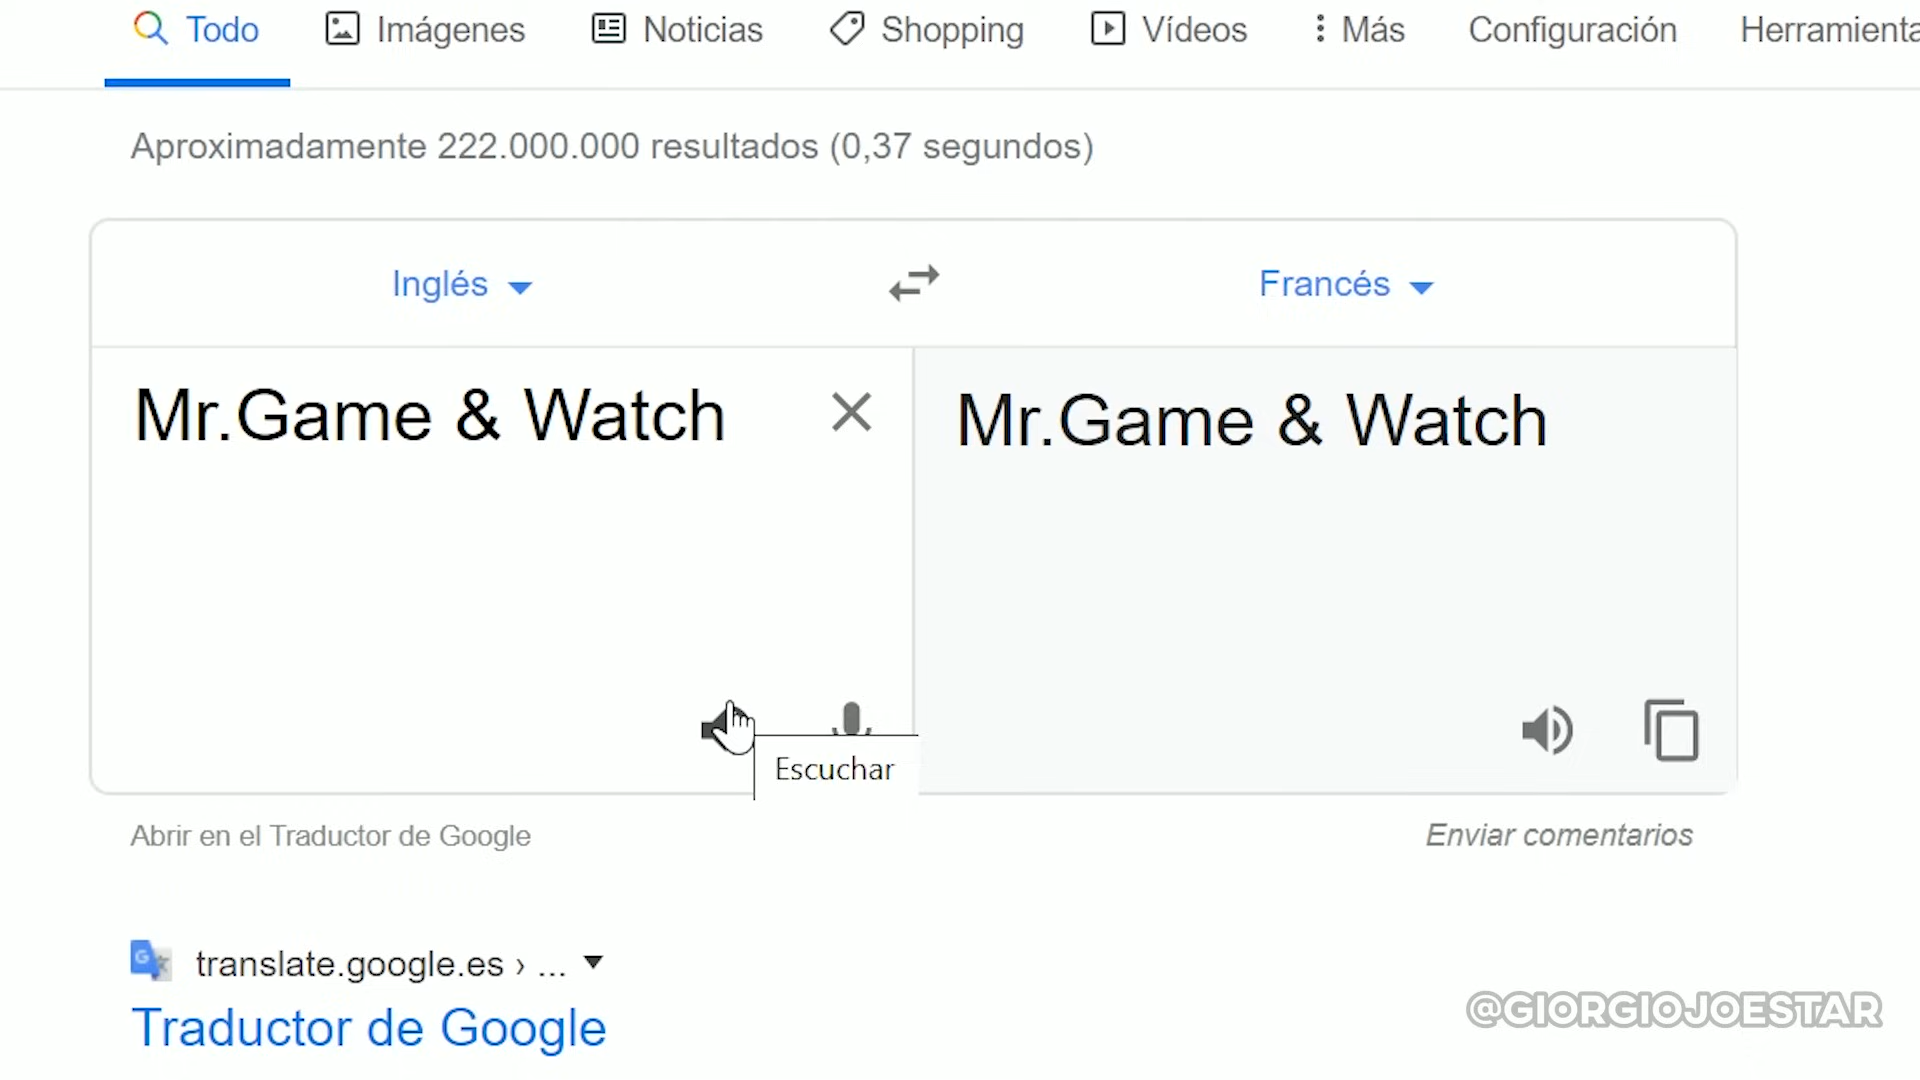 Todo Imágenes Noticias Shopping Vídeos Más Configuración Herramienta
Aproximadamente 222.000.000 resultados (0,37 segundos)
Inglés Francés
Mr.Game & Watch Mr.Game & Watch
Escuchar
Abrir en el Traductor de Google Enviar comentarios
translate.google.es › ...
Traductor de Google
@GIORGIOJOESTAR